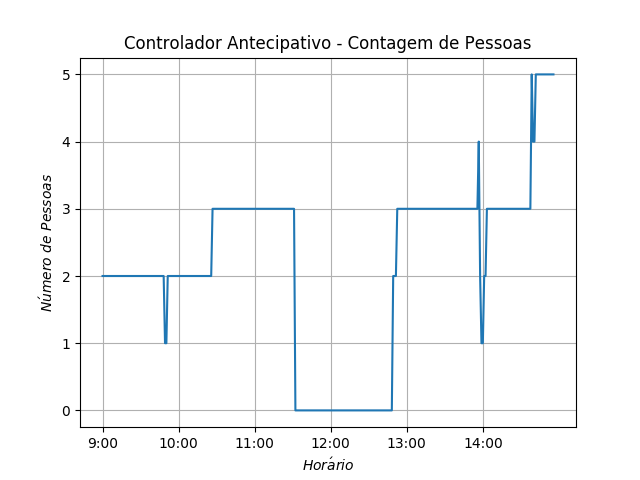 Controlador Antecipativo - Contagem de Pessoas
5
4
3
2
1
0
Número de Pessoas
9:00 10:00 11:00 12:00 13:00 14:00
Horário